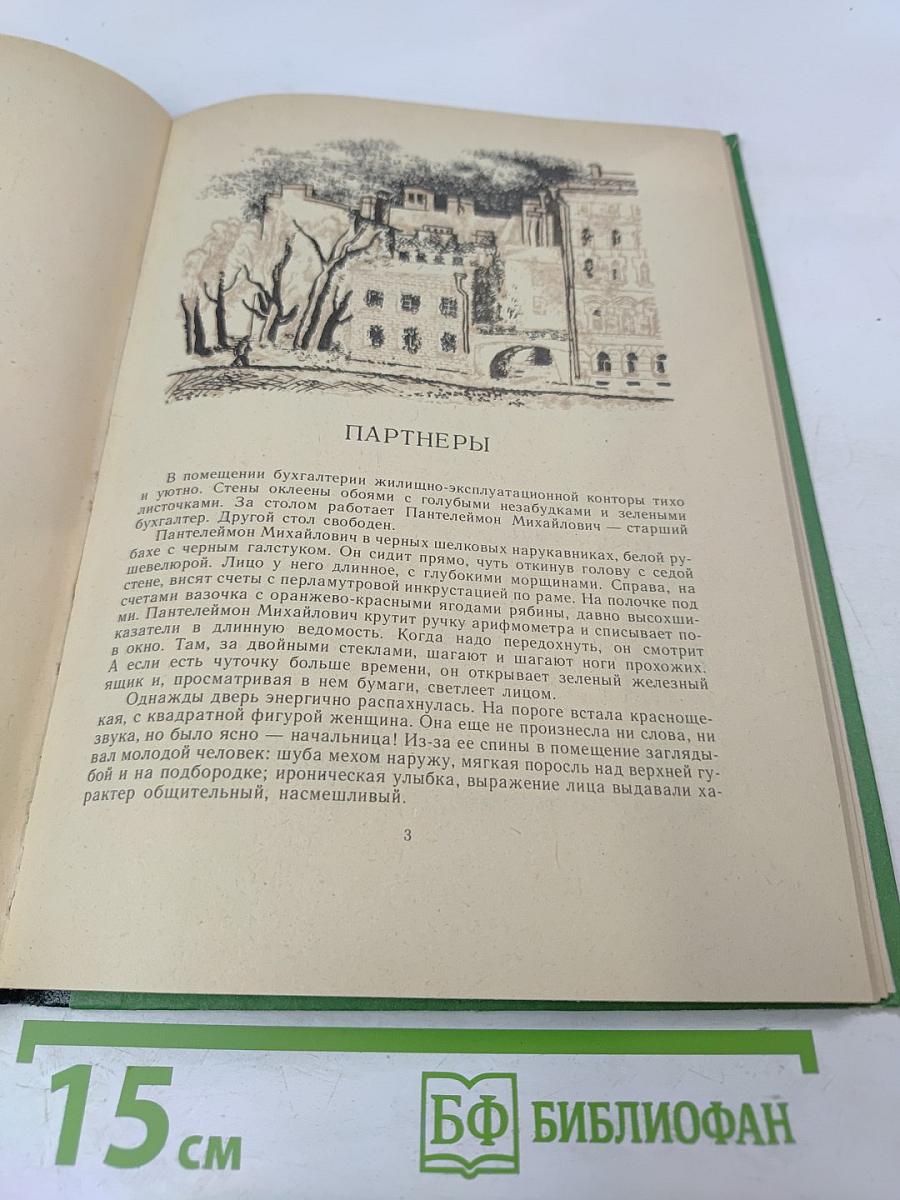 ПАРТНЕРЫ
В помещении бухгалтерии жилищно-эксплуатационной конторы тихо
и уютно. Стены оклеены обоями с голубыми незабудками и зелеными
листочками. За столом работает Пантелеймон Михайлович — старший
бухгалтер. Другой стол свободен.
Пантелеймон Михайлович в черных шелковых нарукавниках, белой ру-
бахе с черным галстуком. Он сидит прямо, чуть откинув голову с седой
шевелюрой. Лицо у него длинное, с глубокими морщинами. Справа, на
стене, висят счеты с перламутровой инкрустацией по раме. На полочке под
счетами вазочка с оранжево-красными ягодами рябины, давно высохши-
ми. Пантелеймон Михайлович крутит ручку арифмометра и списывает по-
казатели в длинную ведомость. Когда надо передохнуть, он смотрит
в окно. Там, за двойными стеклами, шагают и шагают ноги прохожих.
А если есть чуточку больше времени, он открывает зеленый железный
ящик и, просматривая в нем бумаги, светлеет лицом.
Однажды дверь энергично распахнулась. На пороге встала краснощe-
кая, с квадратной фигурой женщина. Она еще не произнесла ни слова, ни
звука, но было ясно — начальница! Из-за ее спины в помещение загляды-
вал молодой человек: шуба мехом наружу, мягкая поросль над верхней гу-
бой и на подбородке; ироническая улыбка, выражение лица выдавали ха-
рактер общительный, насмешливый.
3
15 см
БФ БИБЛИОФАН